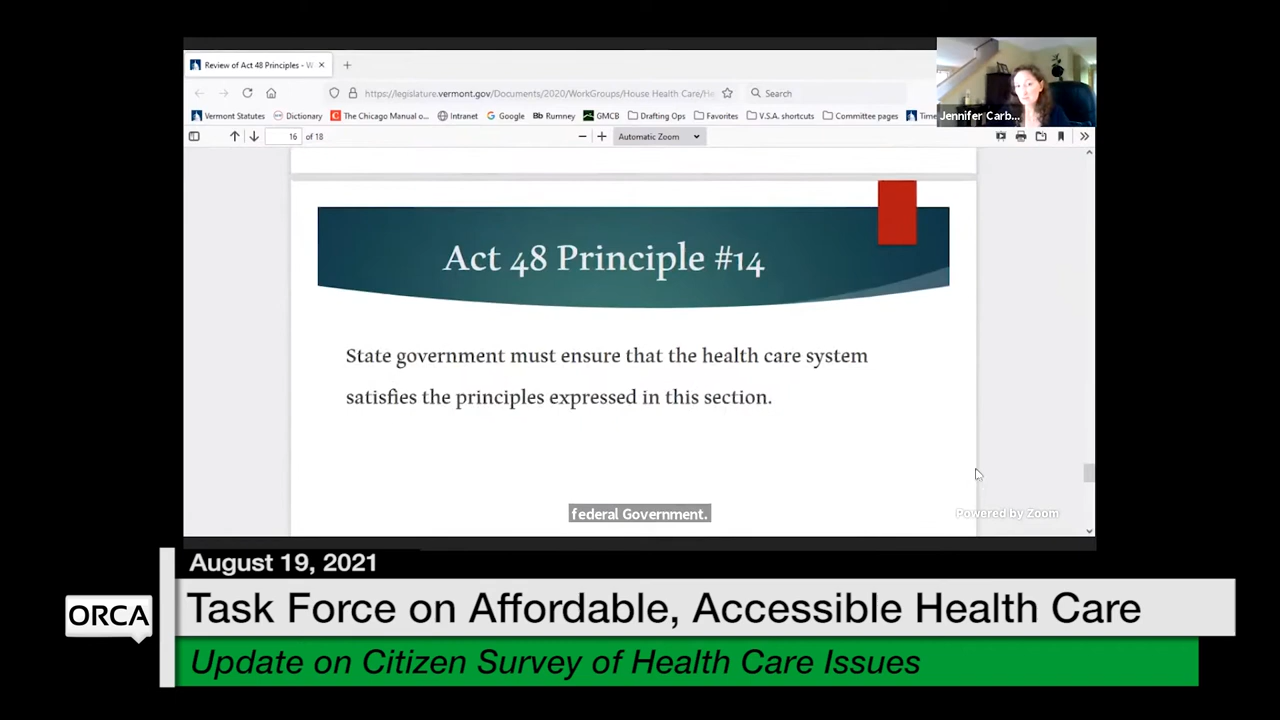 Review of Act 48 Principles - W
https://legislature.vermont.gov/Documents/2020/WorkGroups/House Health Care/He
Search
Jennifer Carb...
Vermont Statutes
Dictionary
The Chicago Manual o...
Intranet
Google
Bb Rumney
GMCB
Drafting Ops
Favorites
V.S.A. shortcuts
Committee pages
Time
16 of 18
Automatic Zoom
Act 48 Principle #14
State government must ensure that the health care system
satisfies the principles expressed in this section.
federal Government.
Powered by Zoom
August 19, 2021
ORCA
Task Force on Affordable, Accessible Health Care
Update on Citizen Survey of Health Care Issues